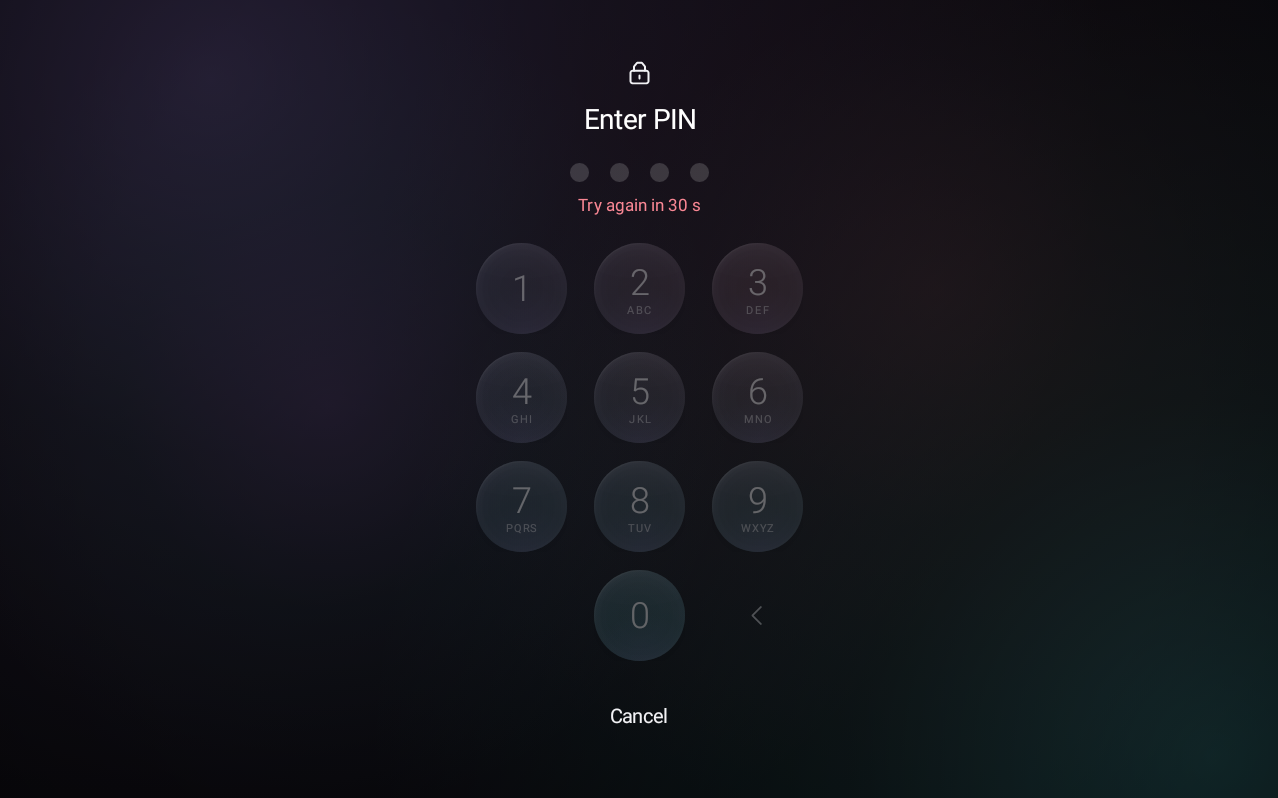 Enter PIN
Try again in 30 s
1
2
ABC
3
DEF
4
GHI
5
JKL
6
MNO
7
PQRS
8
TUV
9
WXYZ
0
Cancel